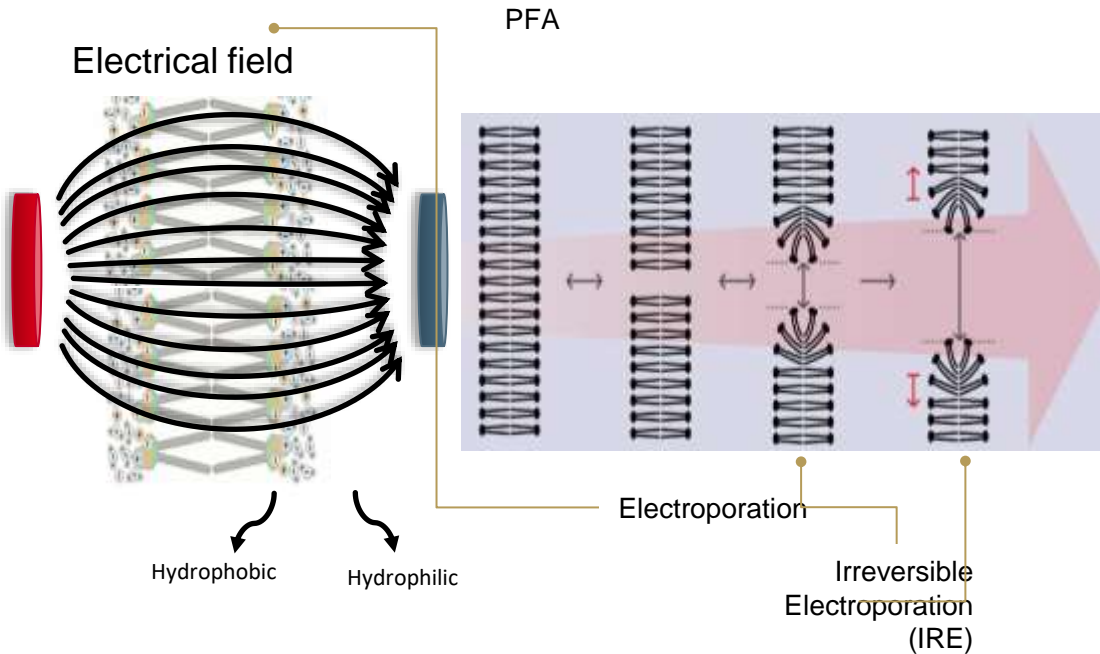 PFA
Electrical field
Electroporation
Hydrophobic
Hydrophilic
Irreversible
Electroporation
(IRE)